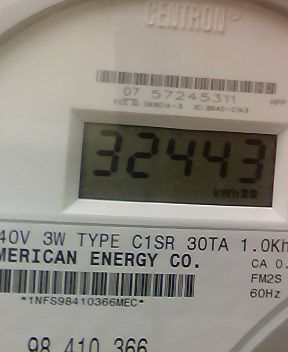 CENTRON®
07 57245311
HPP
32443
kWh
40V 3W TYPE C1SR 30TA 1.0Kh
MERICAN ENERGY CO.
CA 0.
FM2S
60Hz
*1NFS98410366MEC*
98 410 366